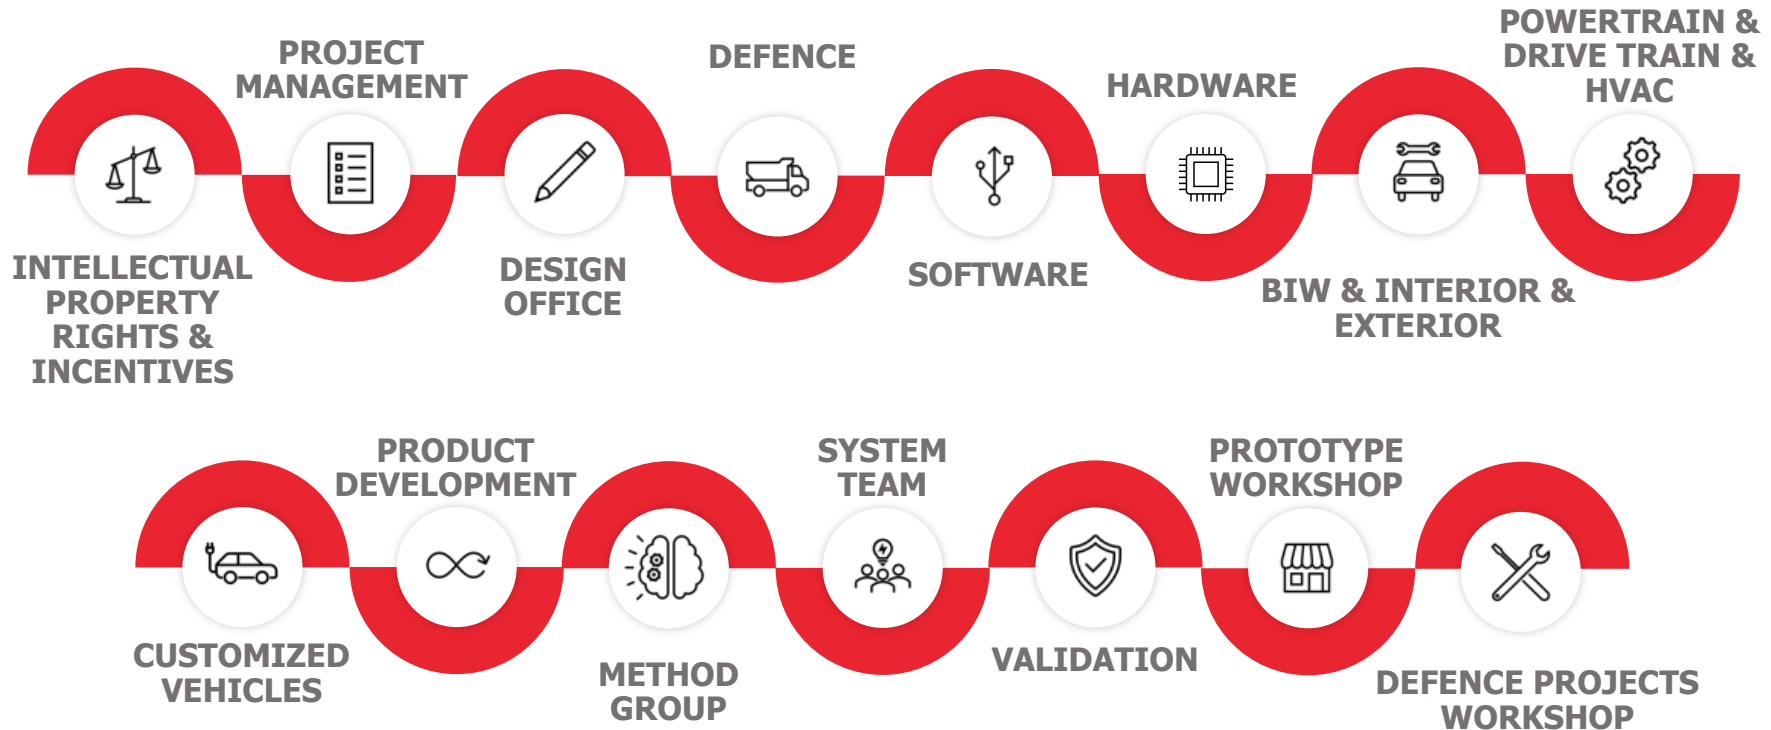 INTELLECTUAL
PROPERTY
RIGHTS &
INCENTIVES
PROJECT
MANAGEMENT
DESIGN
OFFICE
DEFENCE
SOFTWARE
HARDWARE
BIW & INTERIOR &
EXTERIOR
POWERTRAIN &
DRIVE TRAIN &
HVAC
CUSTOMIZED
VEHICLES
PRODUCT
DEVELOPMENT
METHOD
GROUP
SYSTEM
TEAM
VALIDATION
PROTOTYPE
WORKSHOP
DEFENCE PROJECTS
WORKSHOP